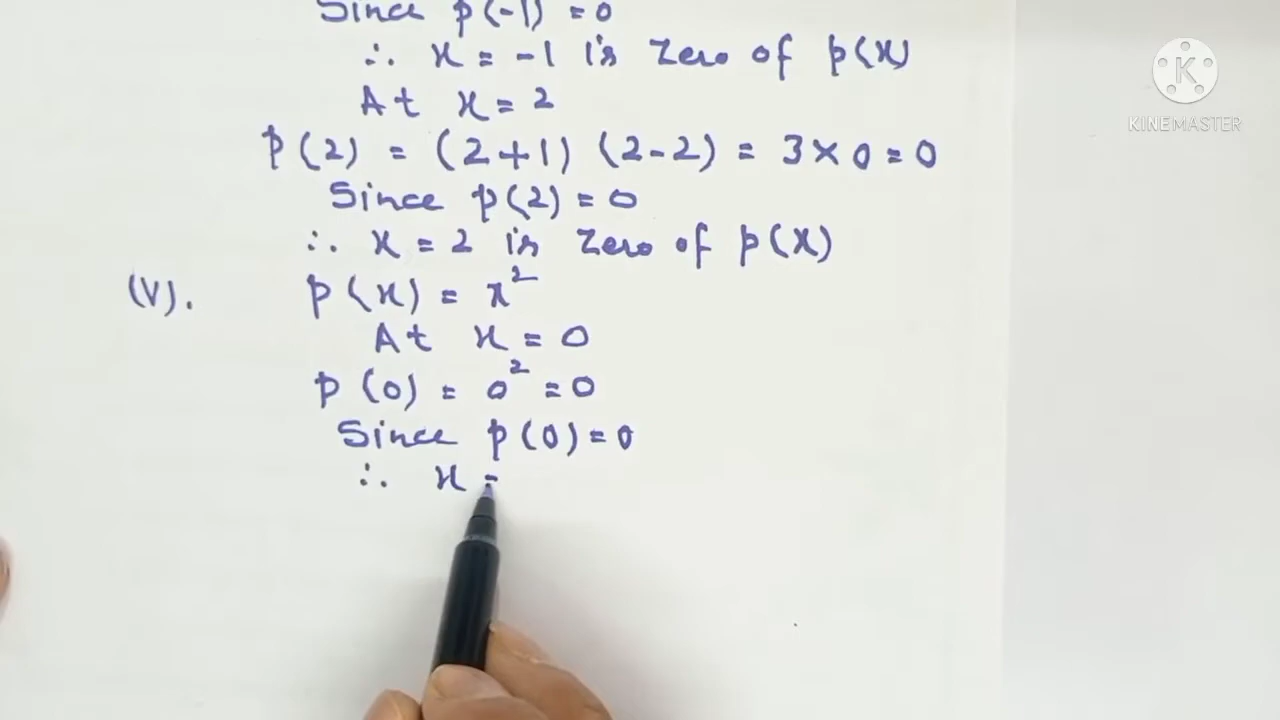 Since p(-1) = 0
∴ x = -1 is zero of p(x)
At x = 2
p(2) = (2+1) (2-2) = 3 × 0 = 0
Since p(2) = 0
∴ x = 2 is zero of p(x)
(V). p(x) = x²
At x = 0
p(0) = 0² = 0
Since p(0) = 0
∴ x =
K
KINEMASTER